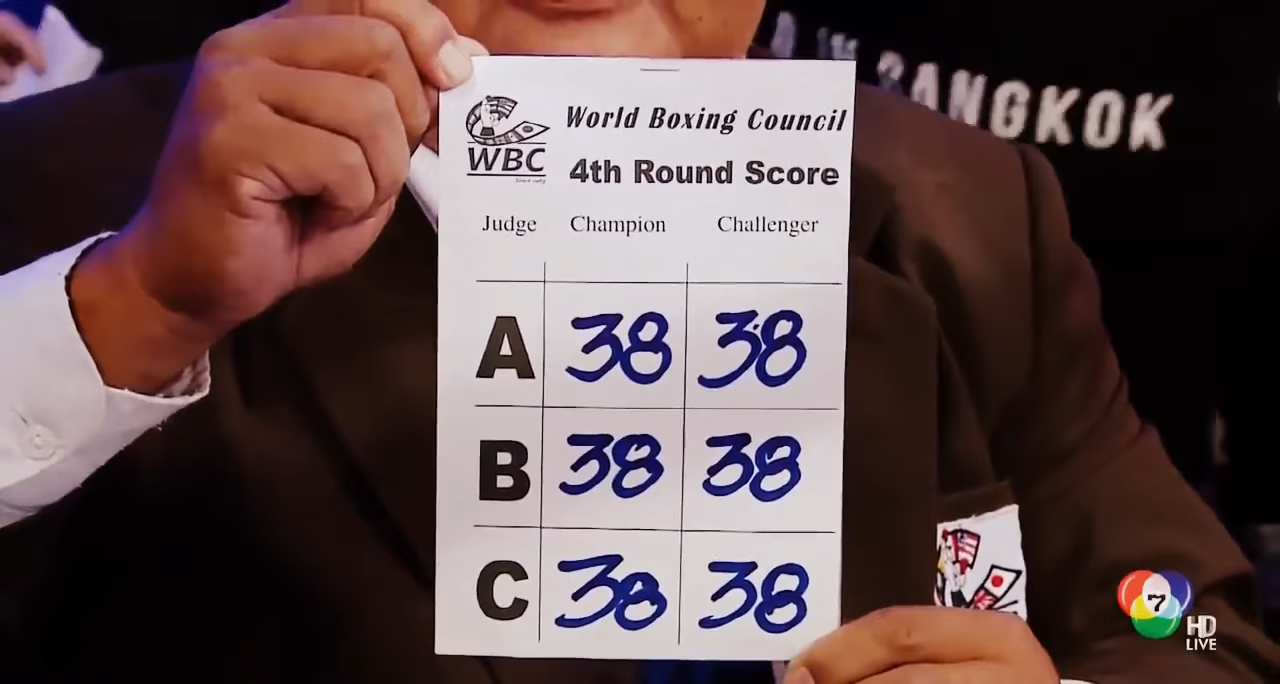 BANGKOK
World Boxing Council
WBC
4th Round Score
Judge Champion Challenger
A 38 38
B 38 38
C 38 38
7
HD
LIVE